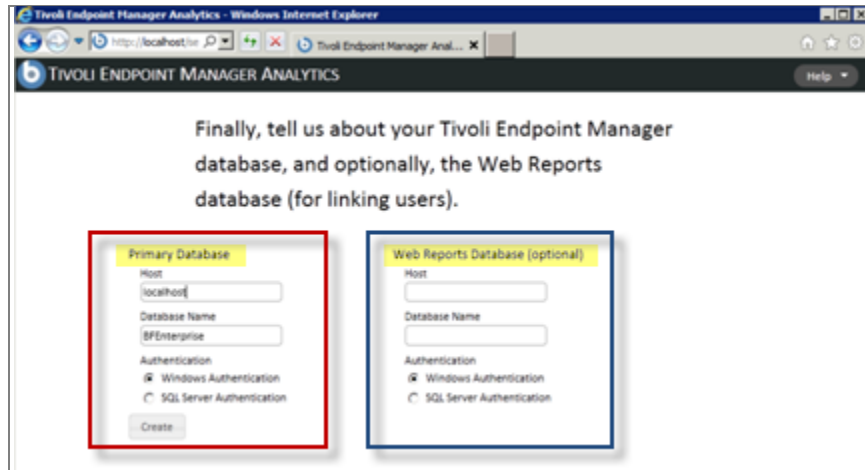 Tivoli Endpoint Manager Analytics - Windows Internet Explorer
http://localhost/se
Tivoli Endpoint Manager Anal...
TIVOLI ENDPOINT MANAGER ANALYTICS
Help
Finally, tell us about your Tivoli Endpoint Manager
database, and optionally, the Web Reports
database (for linking users).
Primary Database
Host
localhost
Database Name
BFEnterprise
Authentication
Windows Authentication
SQL Server Authentication
Create
Web Reports Database (optional)
Host
Database Name
Authentication
Windows Authentication
SQL Server Authentication